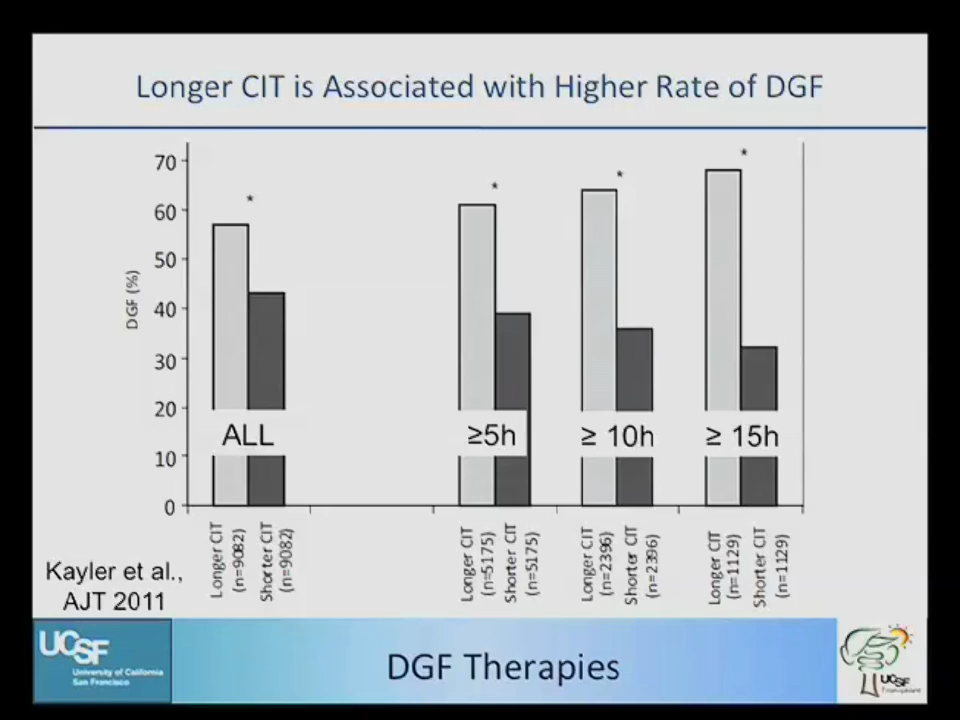 Longer CIT is Associated with Higher Rate of DGF
70
60
50
40
30
20
10
0
DGF (%)
*
*
*
*
ALL
≥5h
≥ 10h
≥ 15h
Longer CIT
(n=9082)
Shorter CIT
(n=9082)
Longer CIT
(n=5175)
Shorter CIT
(n=5175)
Longer CIT
(n=2396)
Shorter CIT
(n=2396)
Longer CIT
(n=1129)
Shorter CIT
(n=1129)
Kayler et al.,
AJT 2011
UCSF
University of California
San Francisco
DGF Therapies
UCSF
Transplant